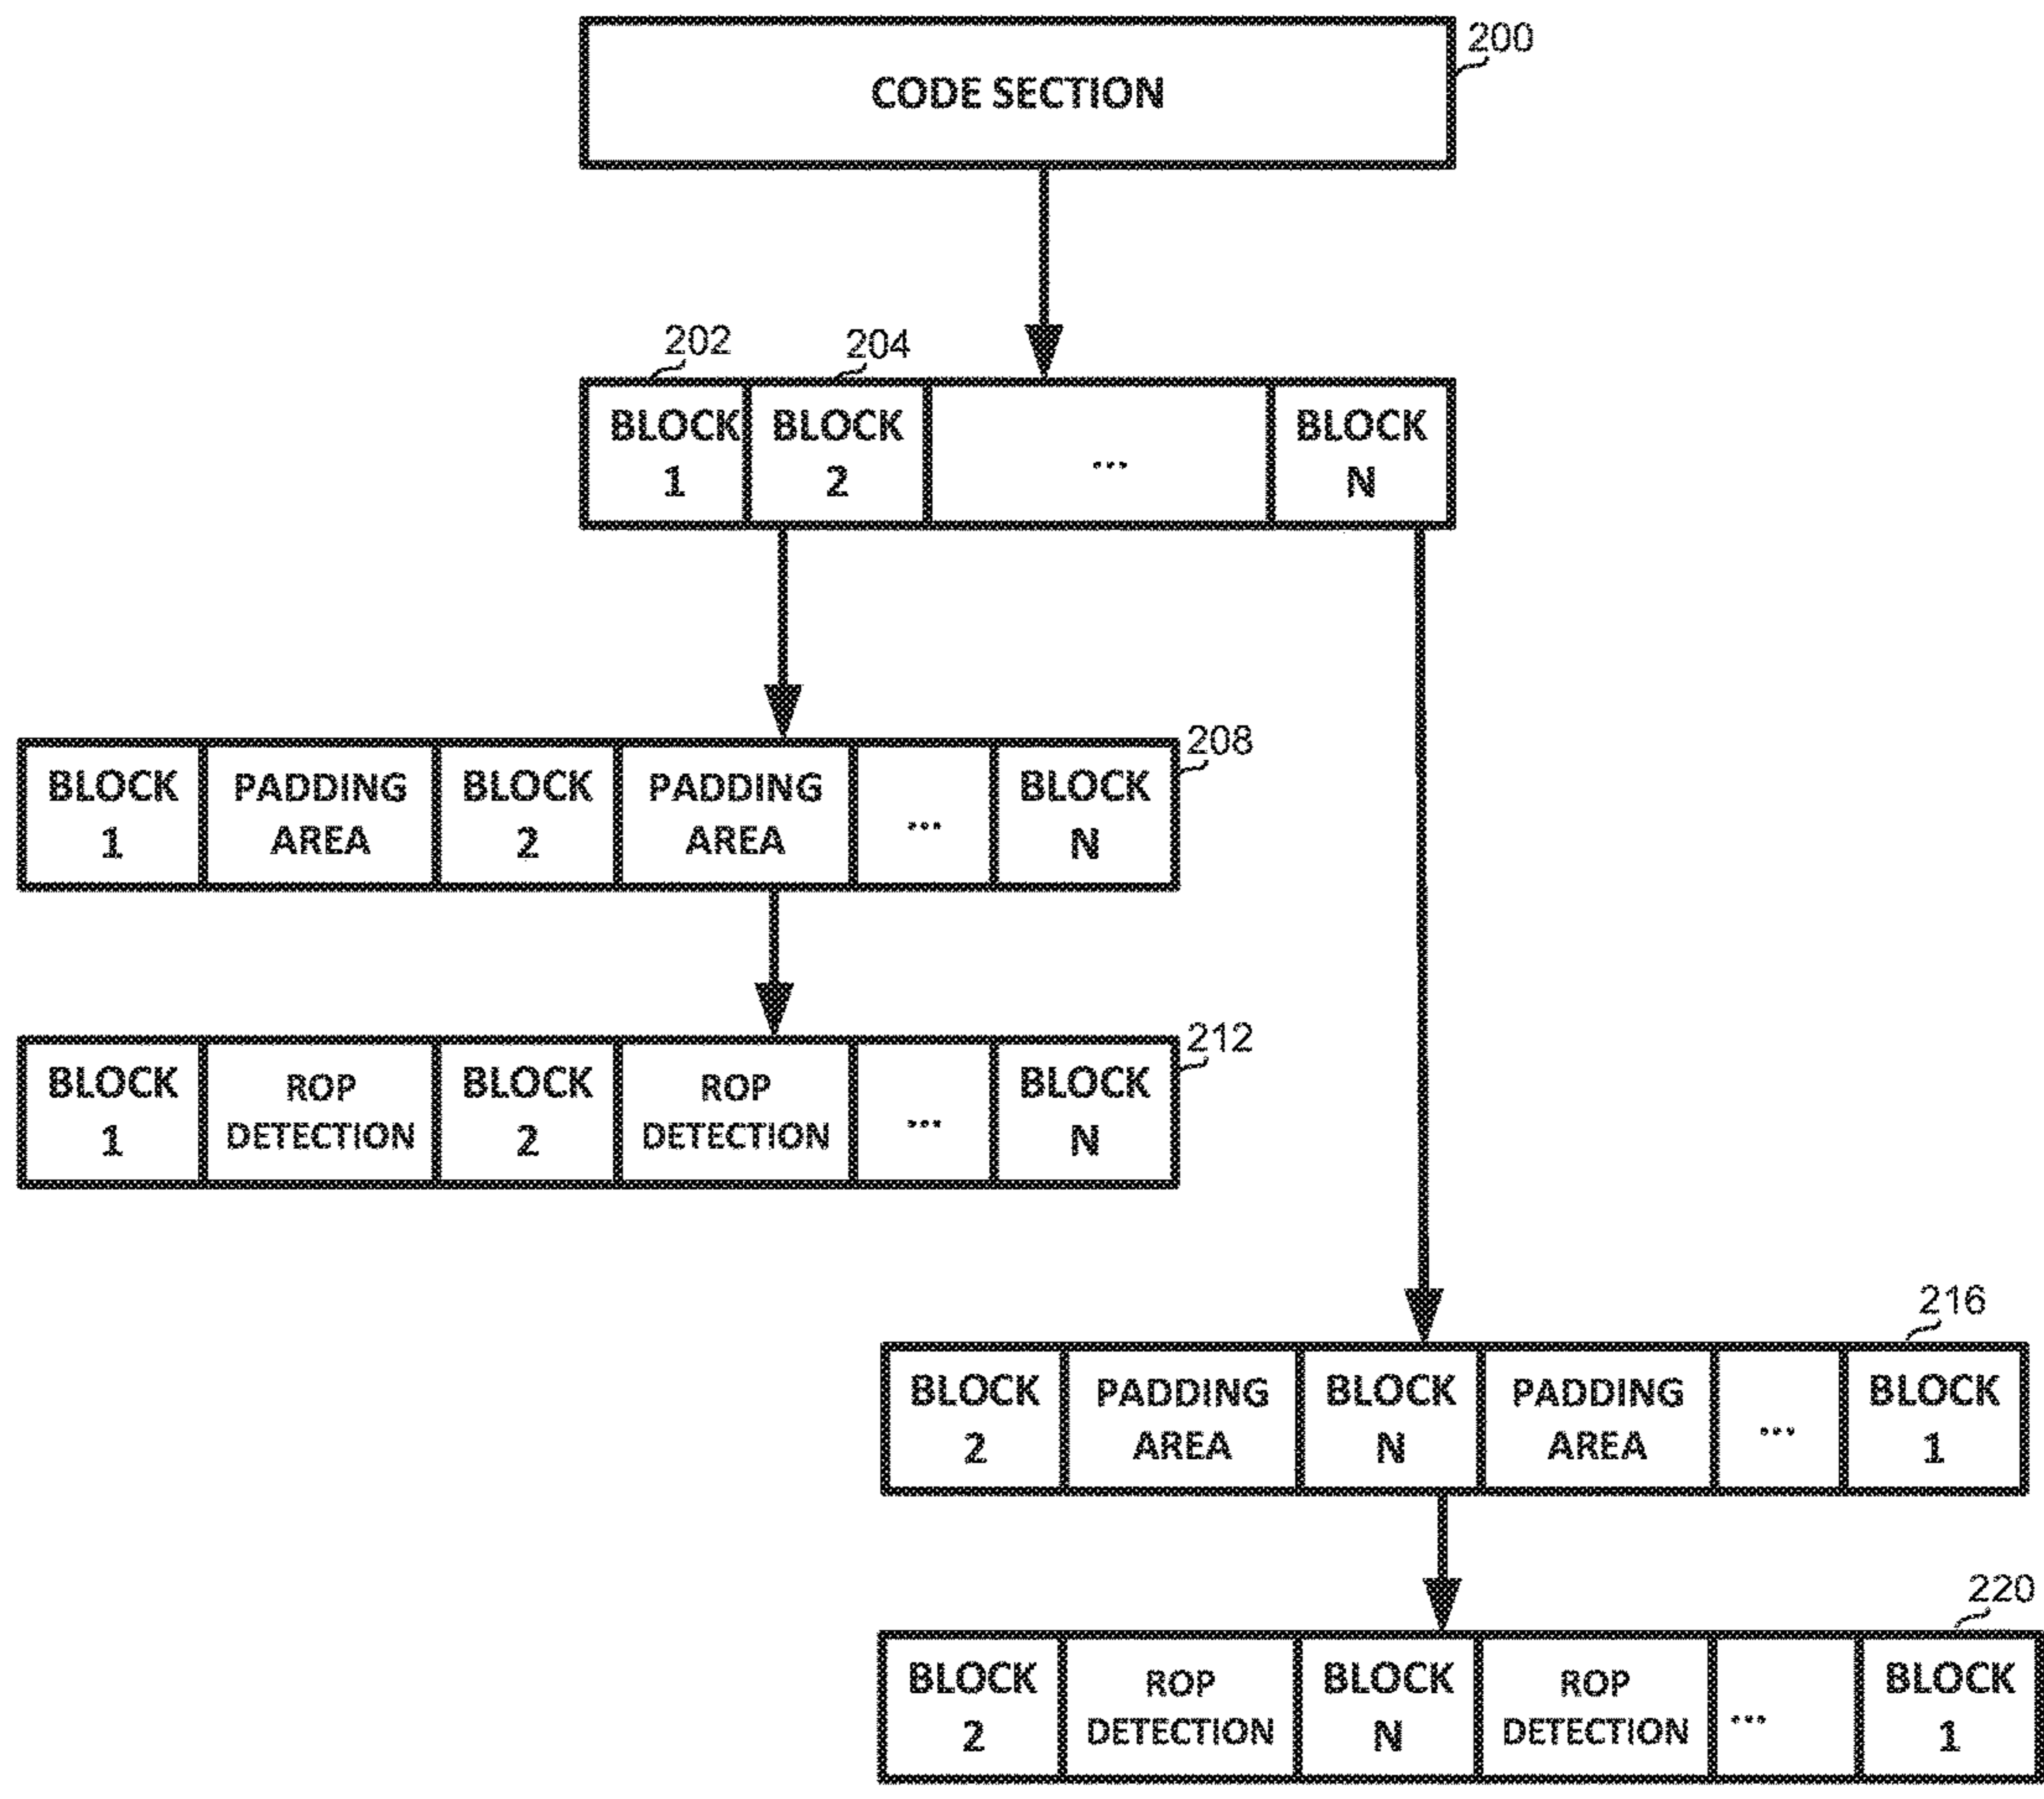 200
CODE SECTION
202
204
BLOCK 1
BLOCK 2
...
BLOCK N
208
BLOCK 1
PADDING AREA
BLOCK 2
PADDING AREA
...
BLOCK N
212
BLOCK 1
ROP DETECTION
BLOCK 2
ROP DETECTION
...
BLOCK N
216
BLOCK 2
PADDING AREA
BLOCK N
PADDING AREA
...
BLOCK 1
220
BLOCK 2
ROP DETECTION
BLOCK N
ROP DETECTION
...
BLOCK 1